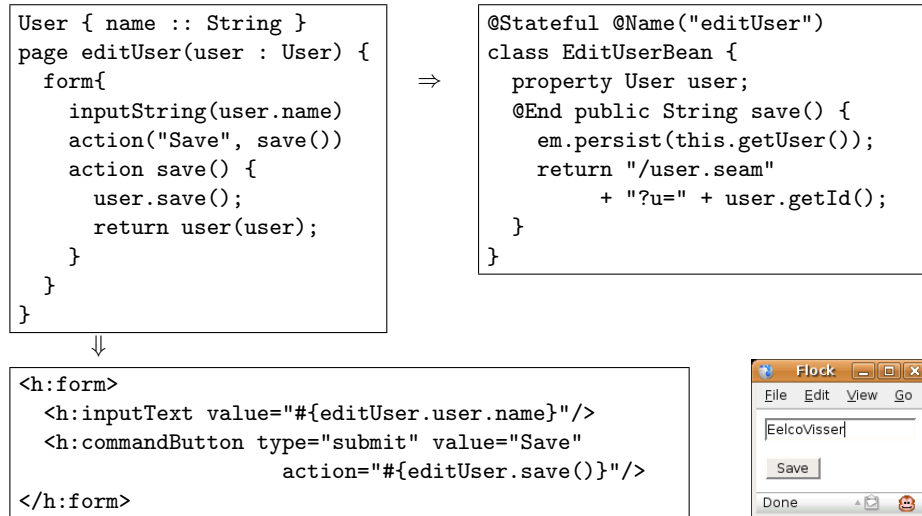 User { name :: String }
page editUser(user : User) {
  form{
    inputString(user.name)
    action("Save", save())
    action save() {
      user.save();
      return user(user);
    }
  }
}
⇒
@Stateful @Name("editUser")
class EditUserBean {
  property User user;
  @End public String save() {
    em.persist(this.getUser());
    return "/user.seam"
        + "?u=" + user.getId();
  }
}
⇓
<h:form>
  <h:inputText value="#{editUser.user.name}"/>
  <h:commandButton type="submit" value="Save"
                   action="#{editUser.save()}"/>
</h:form>
Flock
File Edit View Go
EelcoVisser
Save
Done